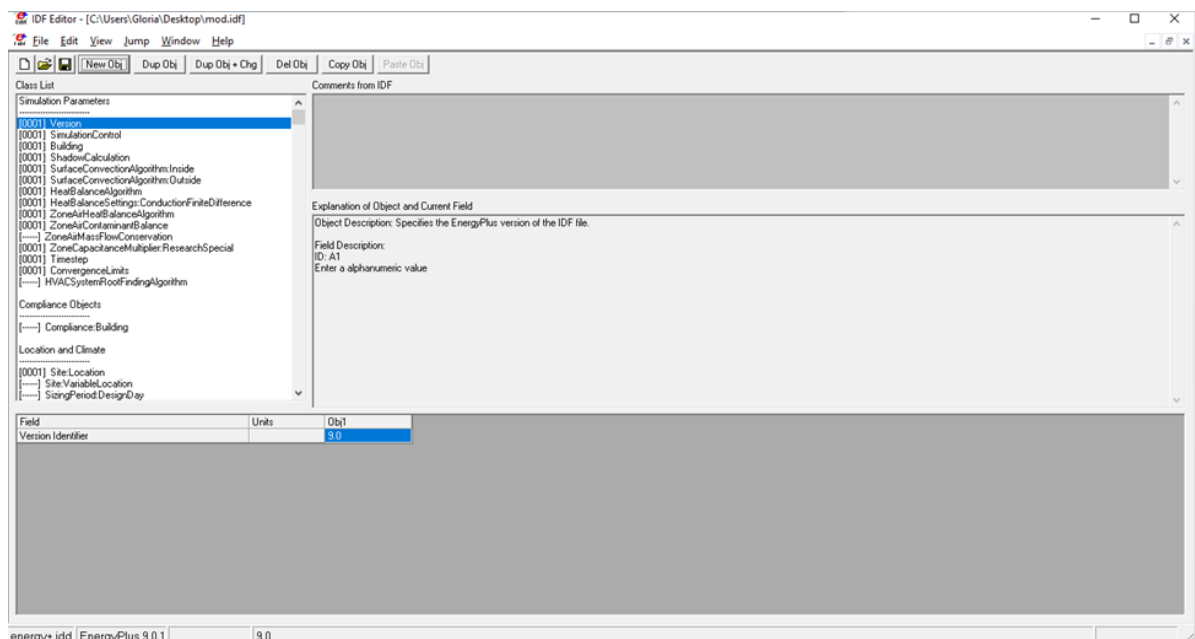 IDF Editor - [C:\Users\Gloria\Desktop\mod.idf]
File Edit View Jump Window Help
New Obj Dup Obj Dup Obj + Chg Del Obj Copy Obj Paste Obj
Class List
Comments from IDF
Simulation Parameters
--------------------------
[0001] Version
[0001] SimulationControl
[0001] Building
[0001] ShadowCalculation
[0001] SurfaceConvectionAlgorithm:Inside
[0001] SurfaceConvectionAlgorithm:Outside
[0001] HeatBalanceAlgorithm
[0001] HeatBalanceSettings:ConductionFiniteDifference
[0001] ZoneAirHeatBalanceAlgorithm
[0001] ZoneAirContaminantBalance
[------] ZoneAirMassFlowConservation
[0001] ZoneCapacitanceMultiplier:ResearchSpecial
[0001] Timestep
[0001] ConvergenceLimits
[------] HVACSystemRootFindingAlgorithm
Compliance Objects
--------------------------
[------] Compliance:Building
Location and Climate
--------------------------
[0001] Site:Location
[------] Site:VariableLocation
[------] SizingPeriod:DesignDay
Explanation of Object and Current Field
Object Description: Specifies the EnergyPlus version of the IDF file.
Field Description:
ID: A1
Enter a alphanumeric value
Field Units Obj1
Version Identifier 9.0
energy+.idd EnergyPlus 9.0.1 9.0